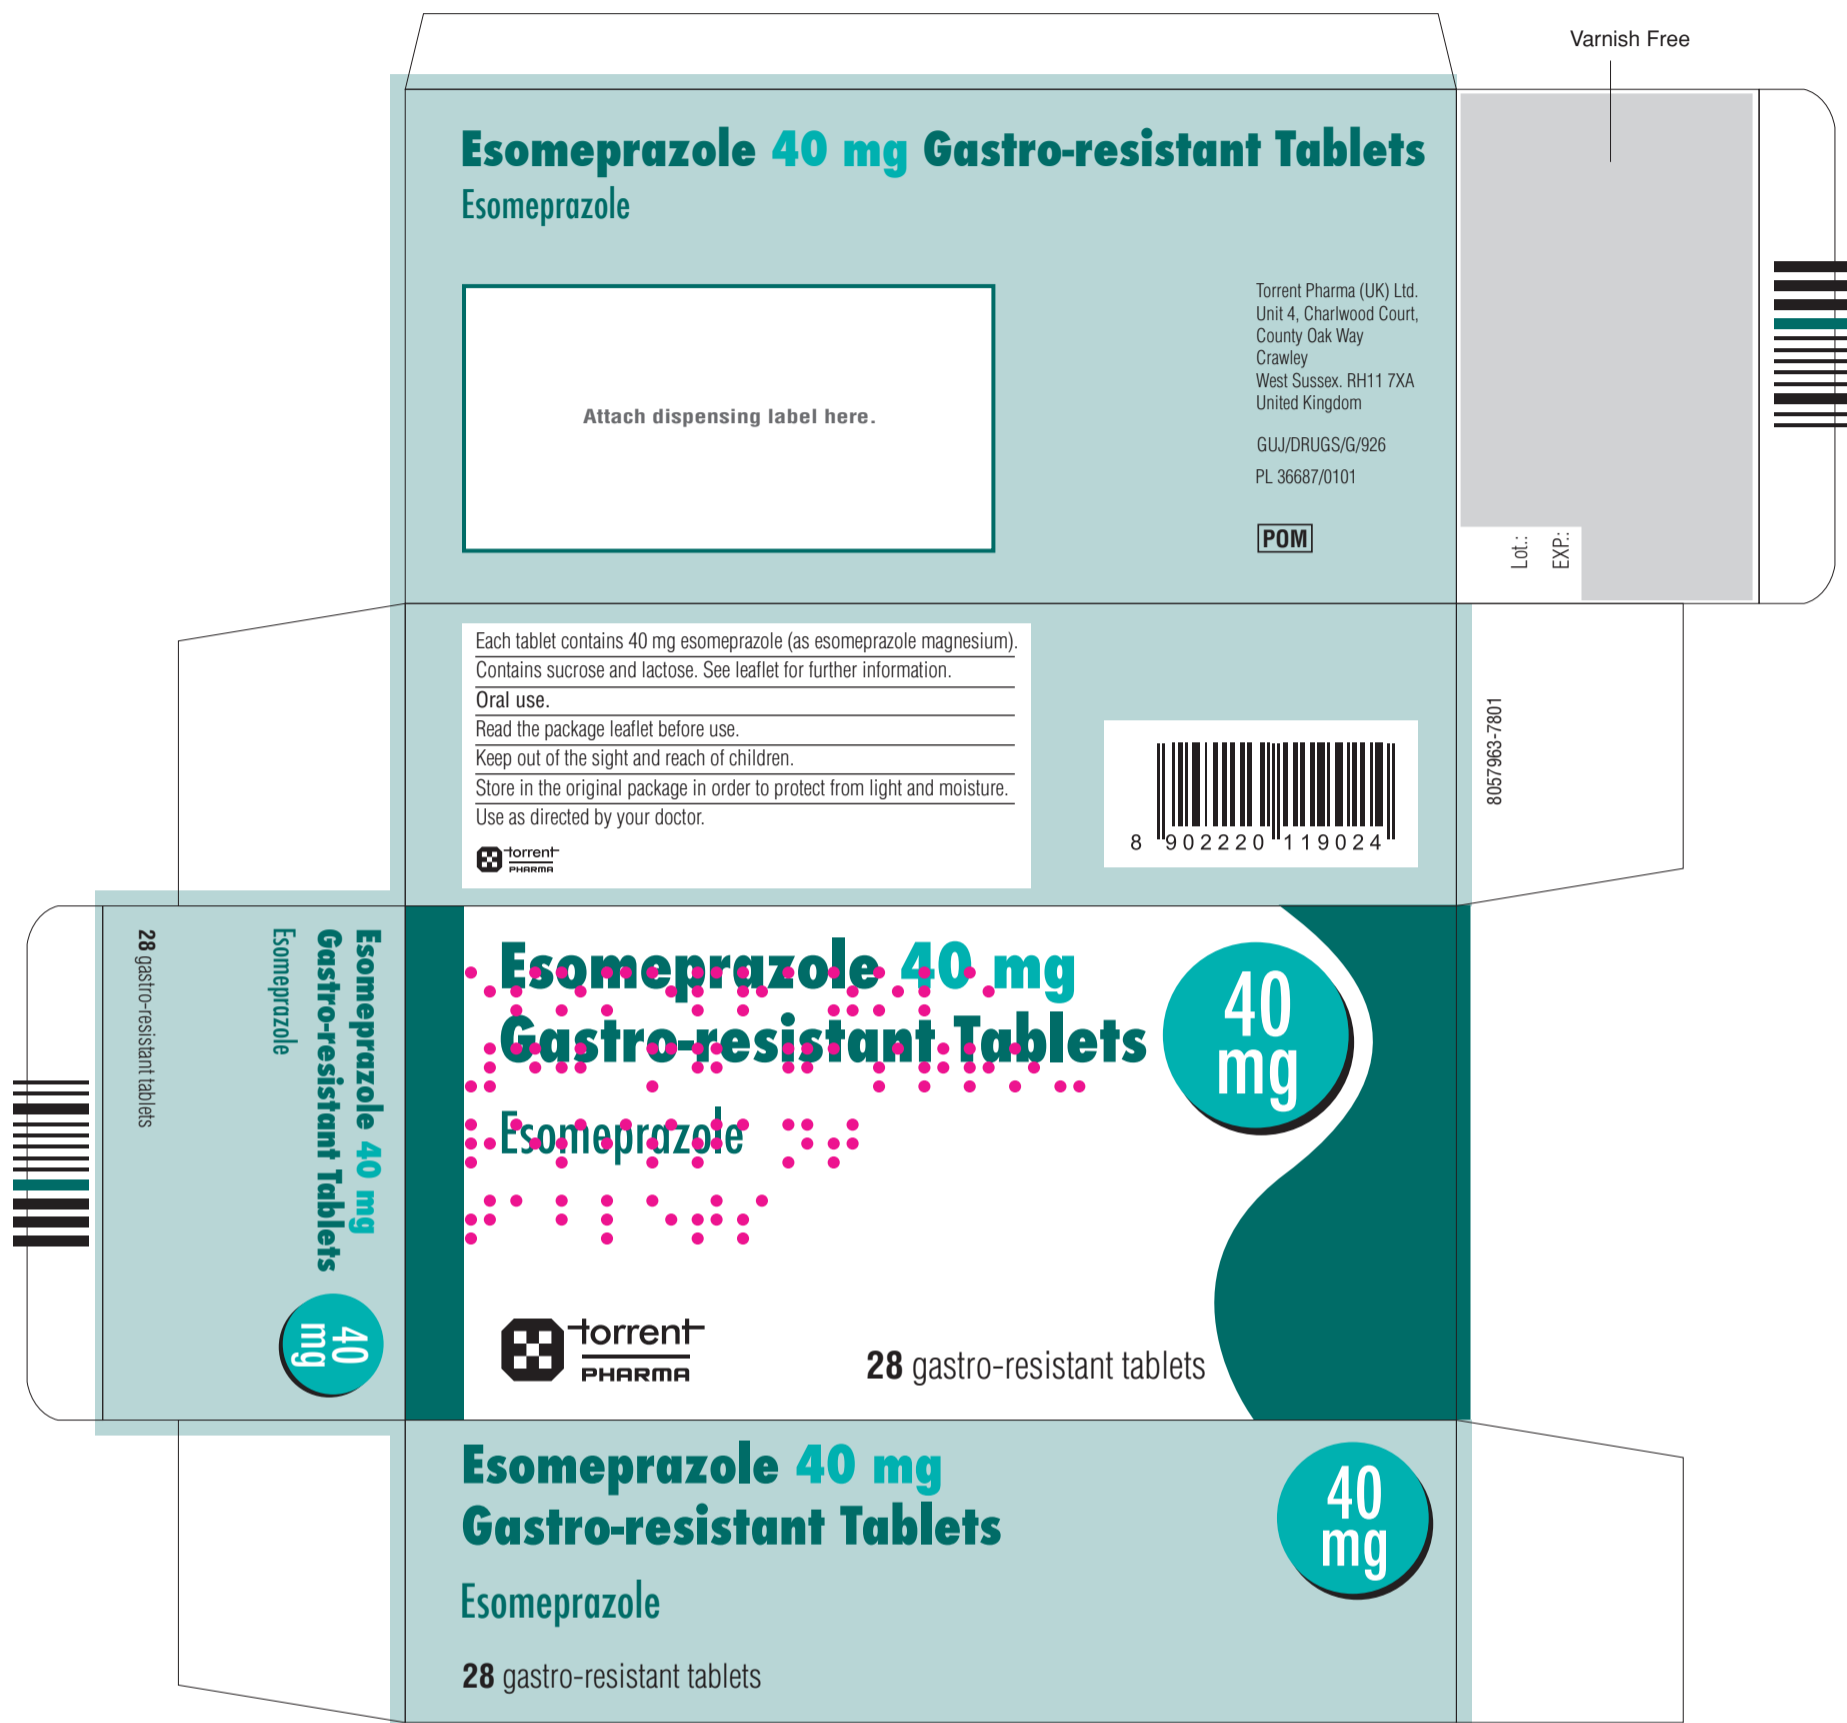 Varnish Free
Esomeprazole 40 mg Gastro-resistant Tablets
Esomeprazole
Attach dispensing label here.
Torrent Pharma (UK) Ltd.
Unit 4, Charlwood Court,
County Oak Way
Crawley
West Sussex. RH11 7XA
United Kingdom
GUJ/DRUGS/G/926
PL 36687/0101
POM
Lot.:
EXP.:
Each tablet contains 40 mg esomeprazole (as esomeprazole magnesium).
Contains sucrose and lactose. See leaflet for further information.
Oral use.
Read the package leaflet before use.
Keep out of the sight and reach of children.
Store in the original package in order to protect from light and moisture.
Use as directed by your doctor.
torrent
PHARMA
8 902220 119024
8057963-7801
Esomeprazole 40 mg
Gastro-resistant Tablets
Esomeprazole
28 gastro-resistant tablets
40
mg
Esomeprazole 40 mg
Gastro-resistant Tablets
Esomeprazole
40
mg
torrent
PHARMA
28 gastro-resistant tablets
Esomeprazole 40 mg
Gastro-resistant Tablets
Esomeprazole
28 gastro-resistant tablets
40
mg